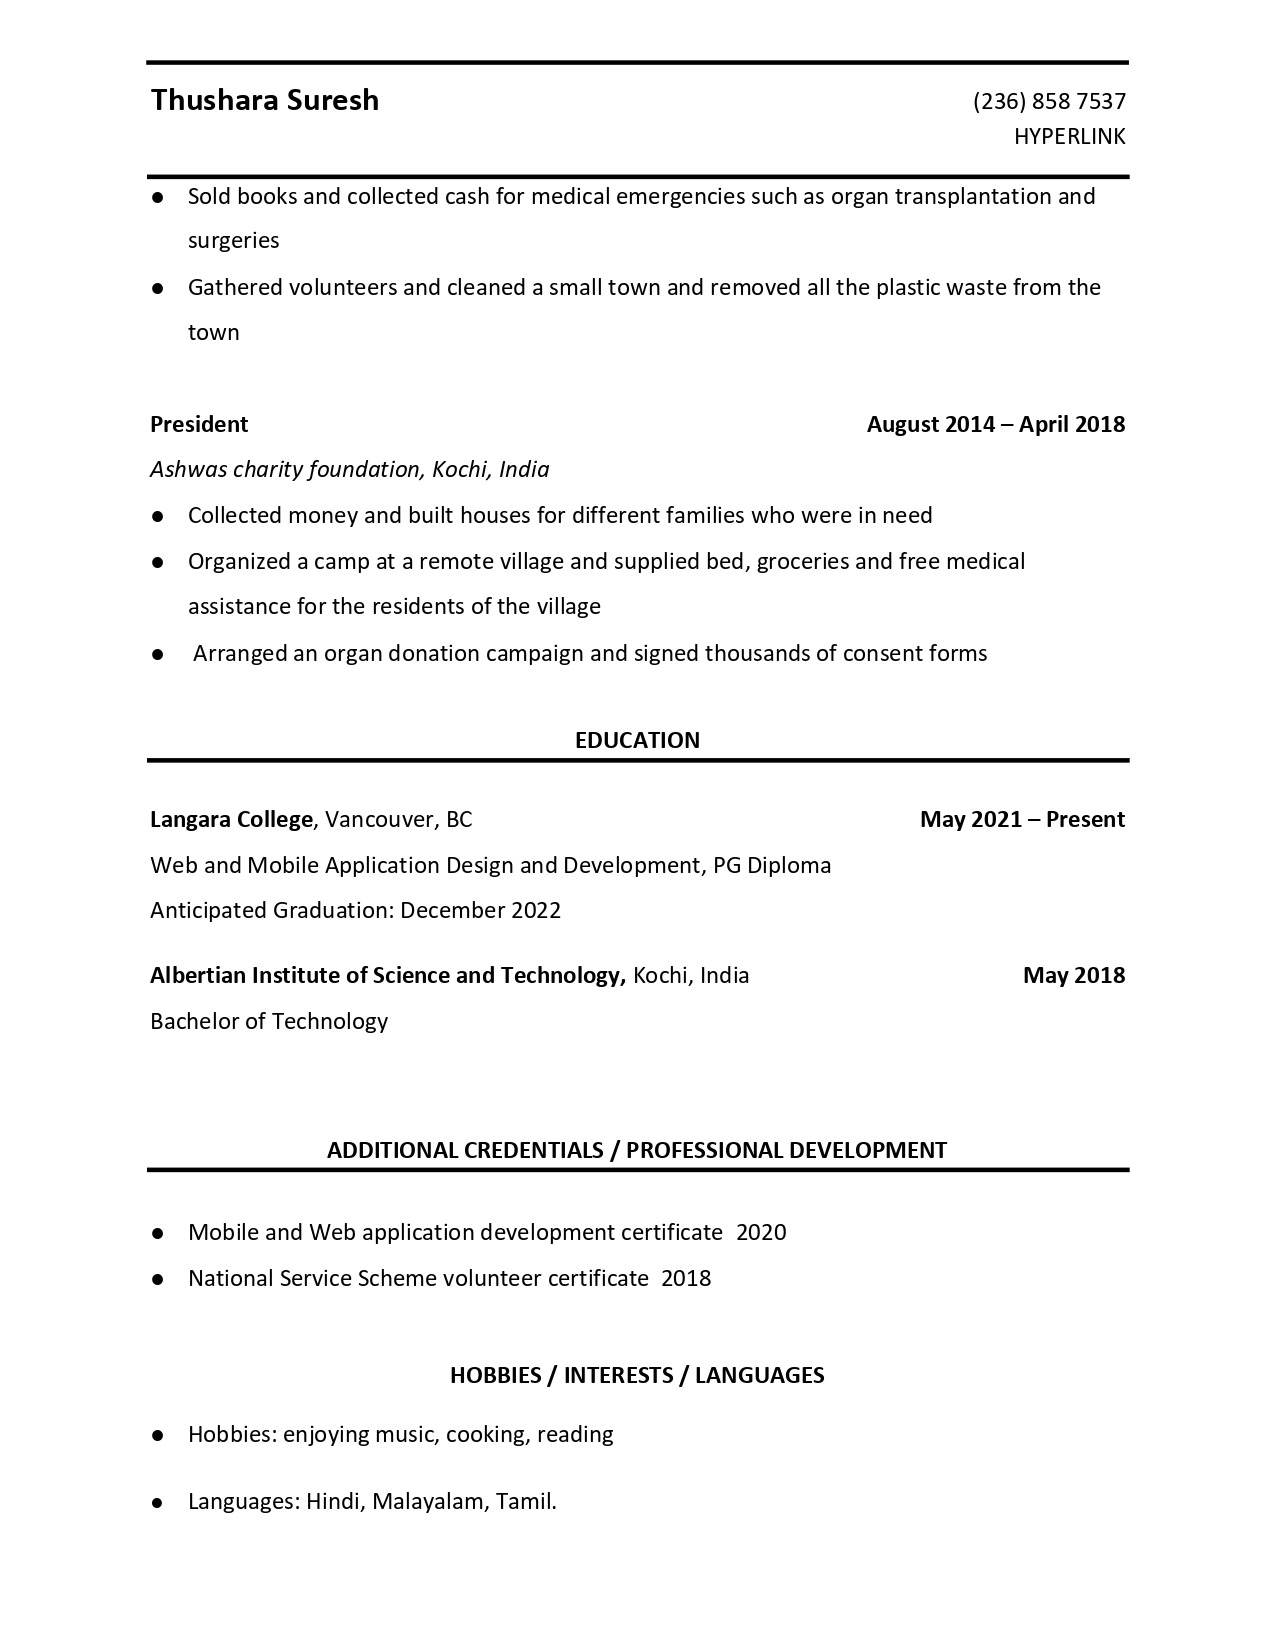 Thushara Suresh (236) 858 7537
HYPERLINK
● Sold books and collected cash for medical emergencies such as organ transplantation and
surgeries
● Gathered volunteers and cleaned a small town and removed all the plastic waste from the
town
President August 2014 – April 2018
Ashwas charity foundation, Kochi, India
● Collected money and built houses for different families who were in need
● Organized a camp at a remote village and supplied bed, groceries and free medical
assistance for the residents of the village
● Arranged an organ donation campaign and signed thousands of consent forms
EDUCATION
Langara College, Vancouver, BC May 2021 – Present
Web and Mobile Application Design and Development, PG Diploma
Anticipated Graduation: December 2022
Albertian Institute of Science and Technology, Kochi, India May 2018
Bachelor of Technology
ADDITIONAL CREDENTIALS / PROFESSIONAL DEVELOPMENT
● Mobile and Web application development certificate 2020
● National Service Scheme volunteer certificate 2018
HOBBIES / INTERESTS / LANGUAGES
● Hobbies: enjoying music, cooking, reading
● Languages: Hindi, Malayalam, Tamil.